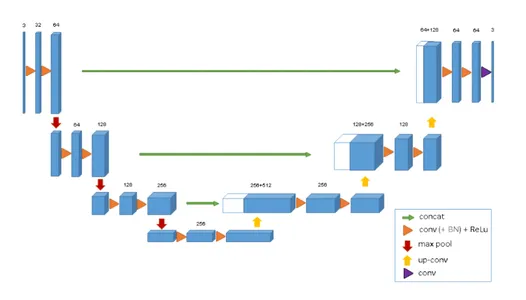 3 32 64
64+128 64 64 3
64 128
128+256 128
128 256
256+512 256
256
concat
conv (+ BN) + ReLu
max pool
up-conv
conv